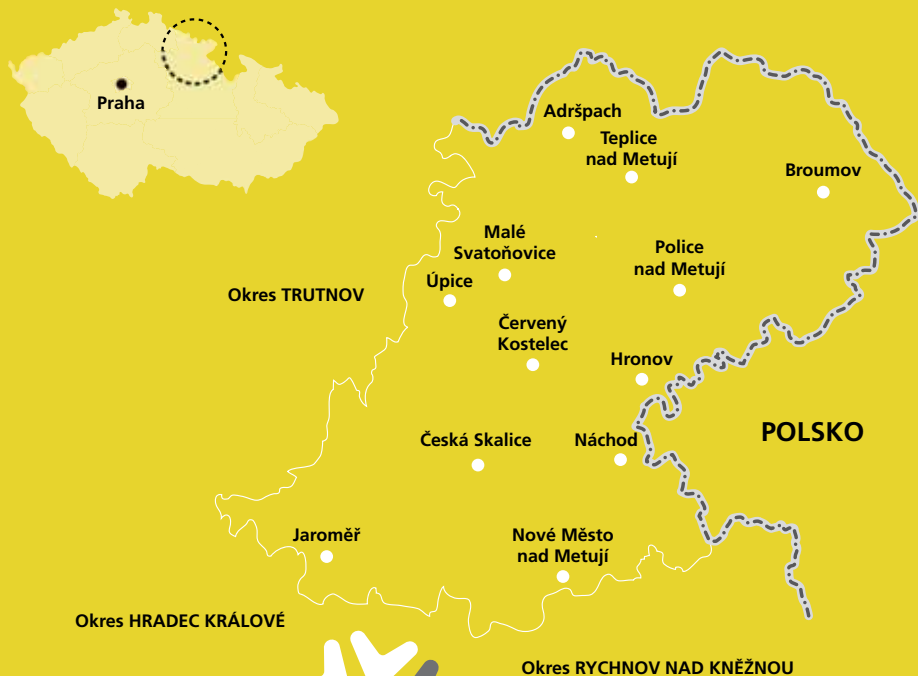 Praha
Adršpach
Teplice
nad Metují
Broumov
Malé
Svatoňovice
Police
nad Metují
Úpice
Okres TRUTNOV
Červený
Kostelec
Hronov
POLSKO
Česká Skalice
Náchod
Jaroměř
Nové Město
nad Metují
Okres HRADEC KRÁLOVÉ
Okres RYCHNOV NAD KNĚŽNOU